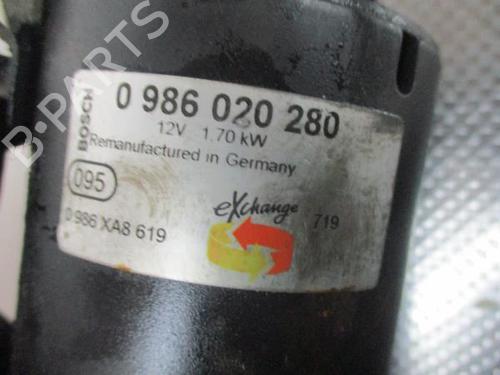 B-PARTS
BOSCH
0 986 020 280
12V 1.70 kW
Remanufactured in Germany
095
eXchange 719
0 986 XA8 619